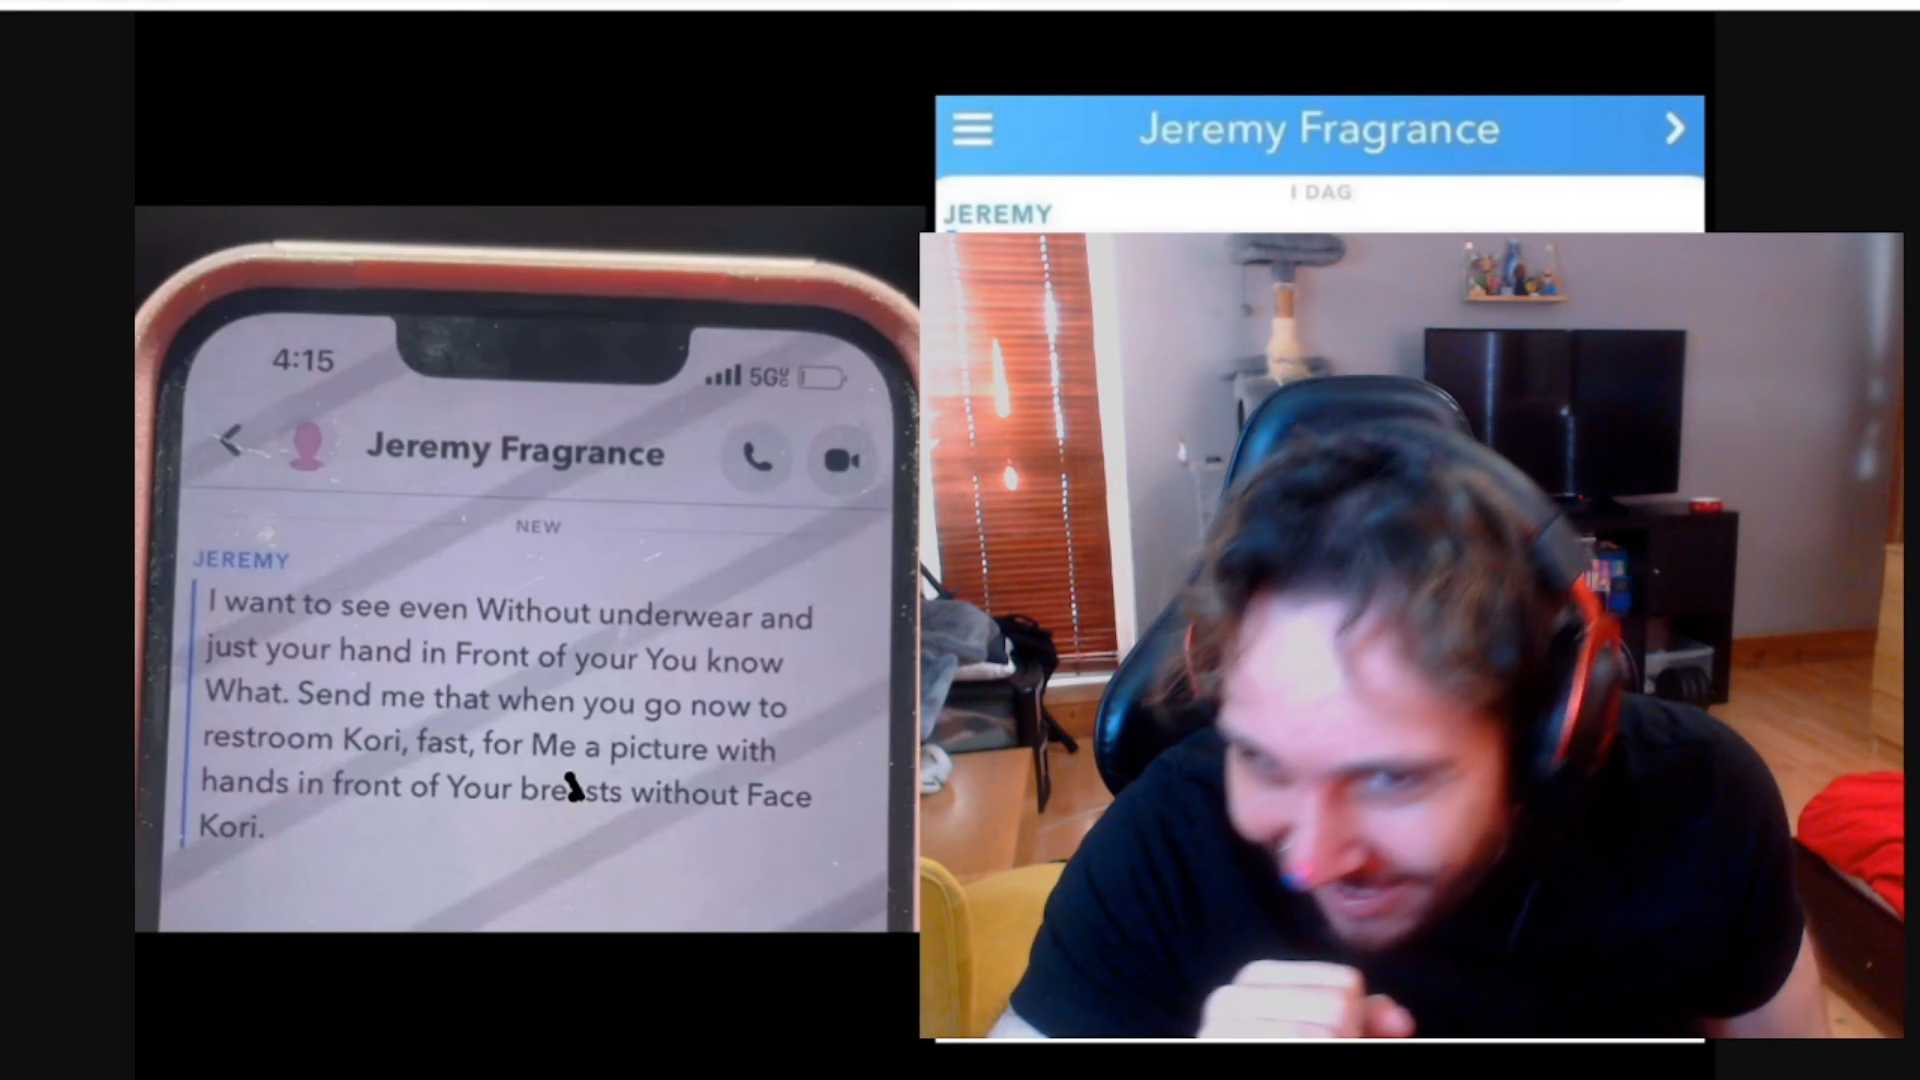 4:15
5G
Jeremy Fragrance
NEW
JEREMY
I want to see even Without underwear and
just your hand in Front of your You know
What. Send me that when you go now to
restroom Kori, fast, for Me a picture with
hands in front of Your breasts without Face
Kori.
Jeremy Fragrance
I DAG
JEREMY